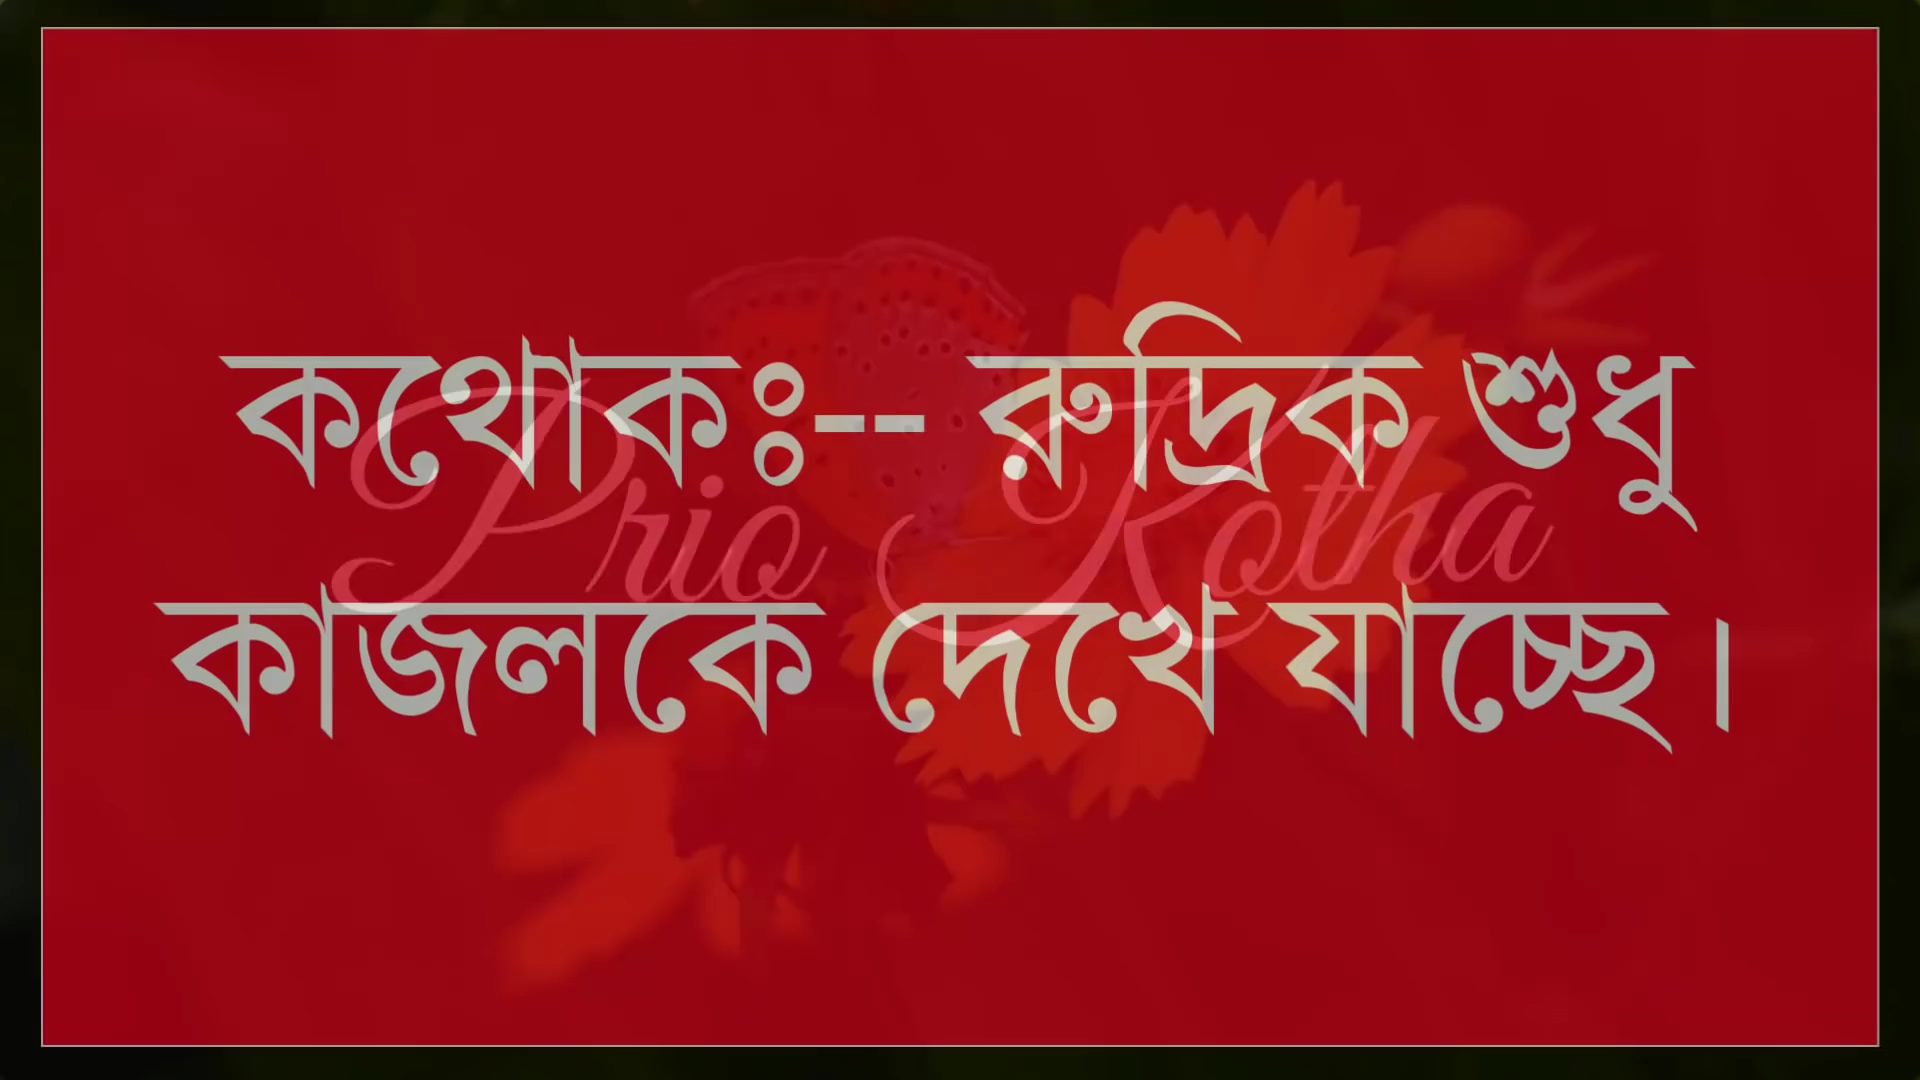 কথোকঃ-- রুদ্রিক শুধু
Prio Kotha
কাজলকে দেখে যাচ্ছে।